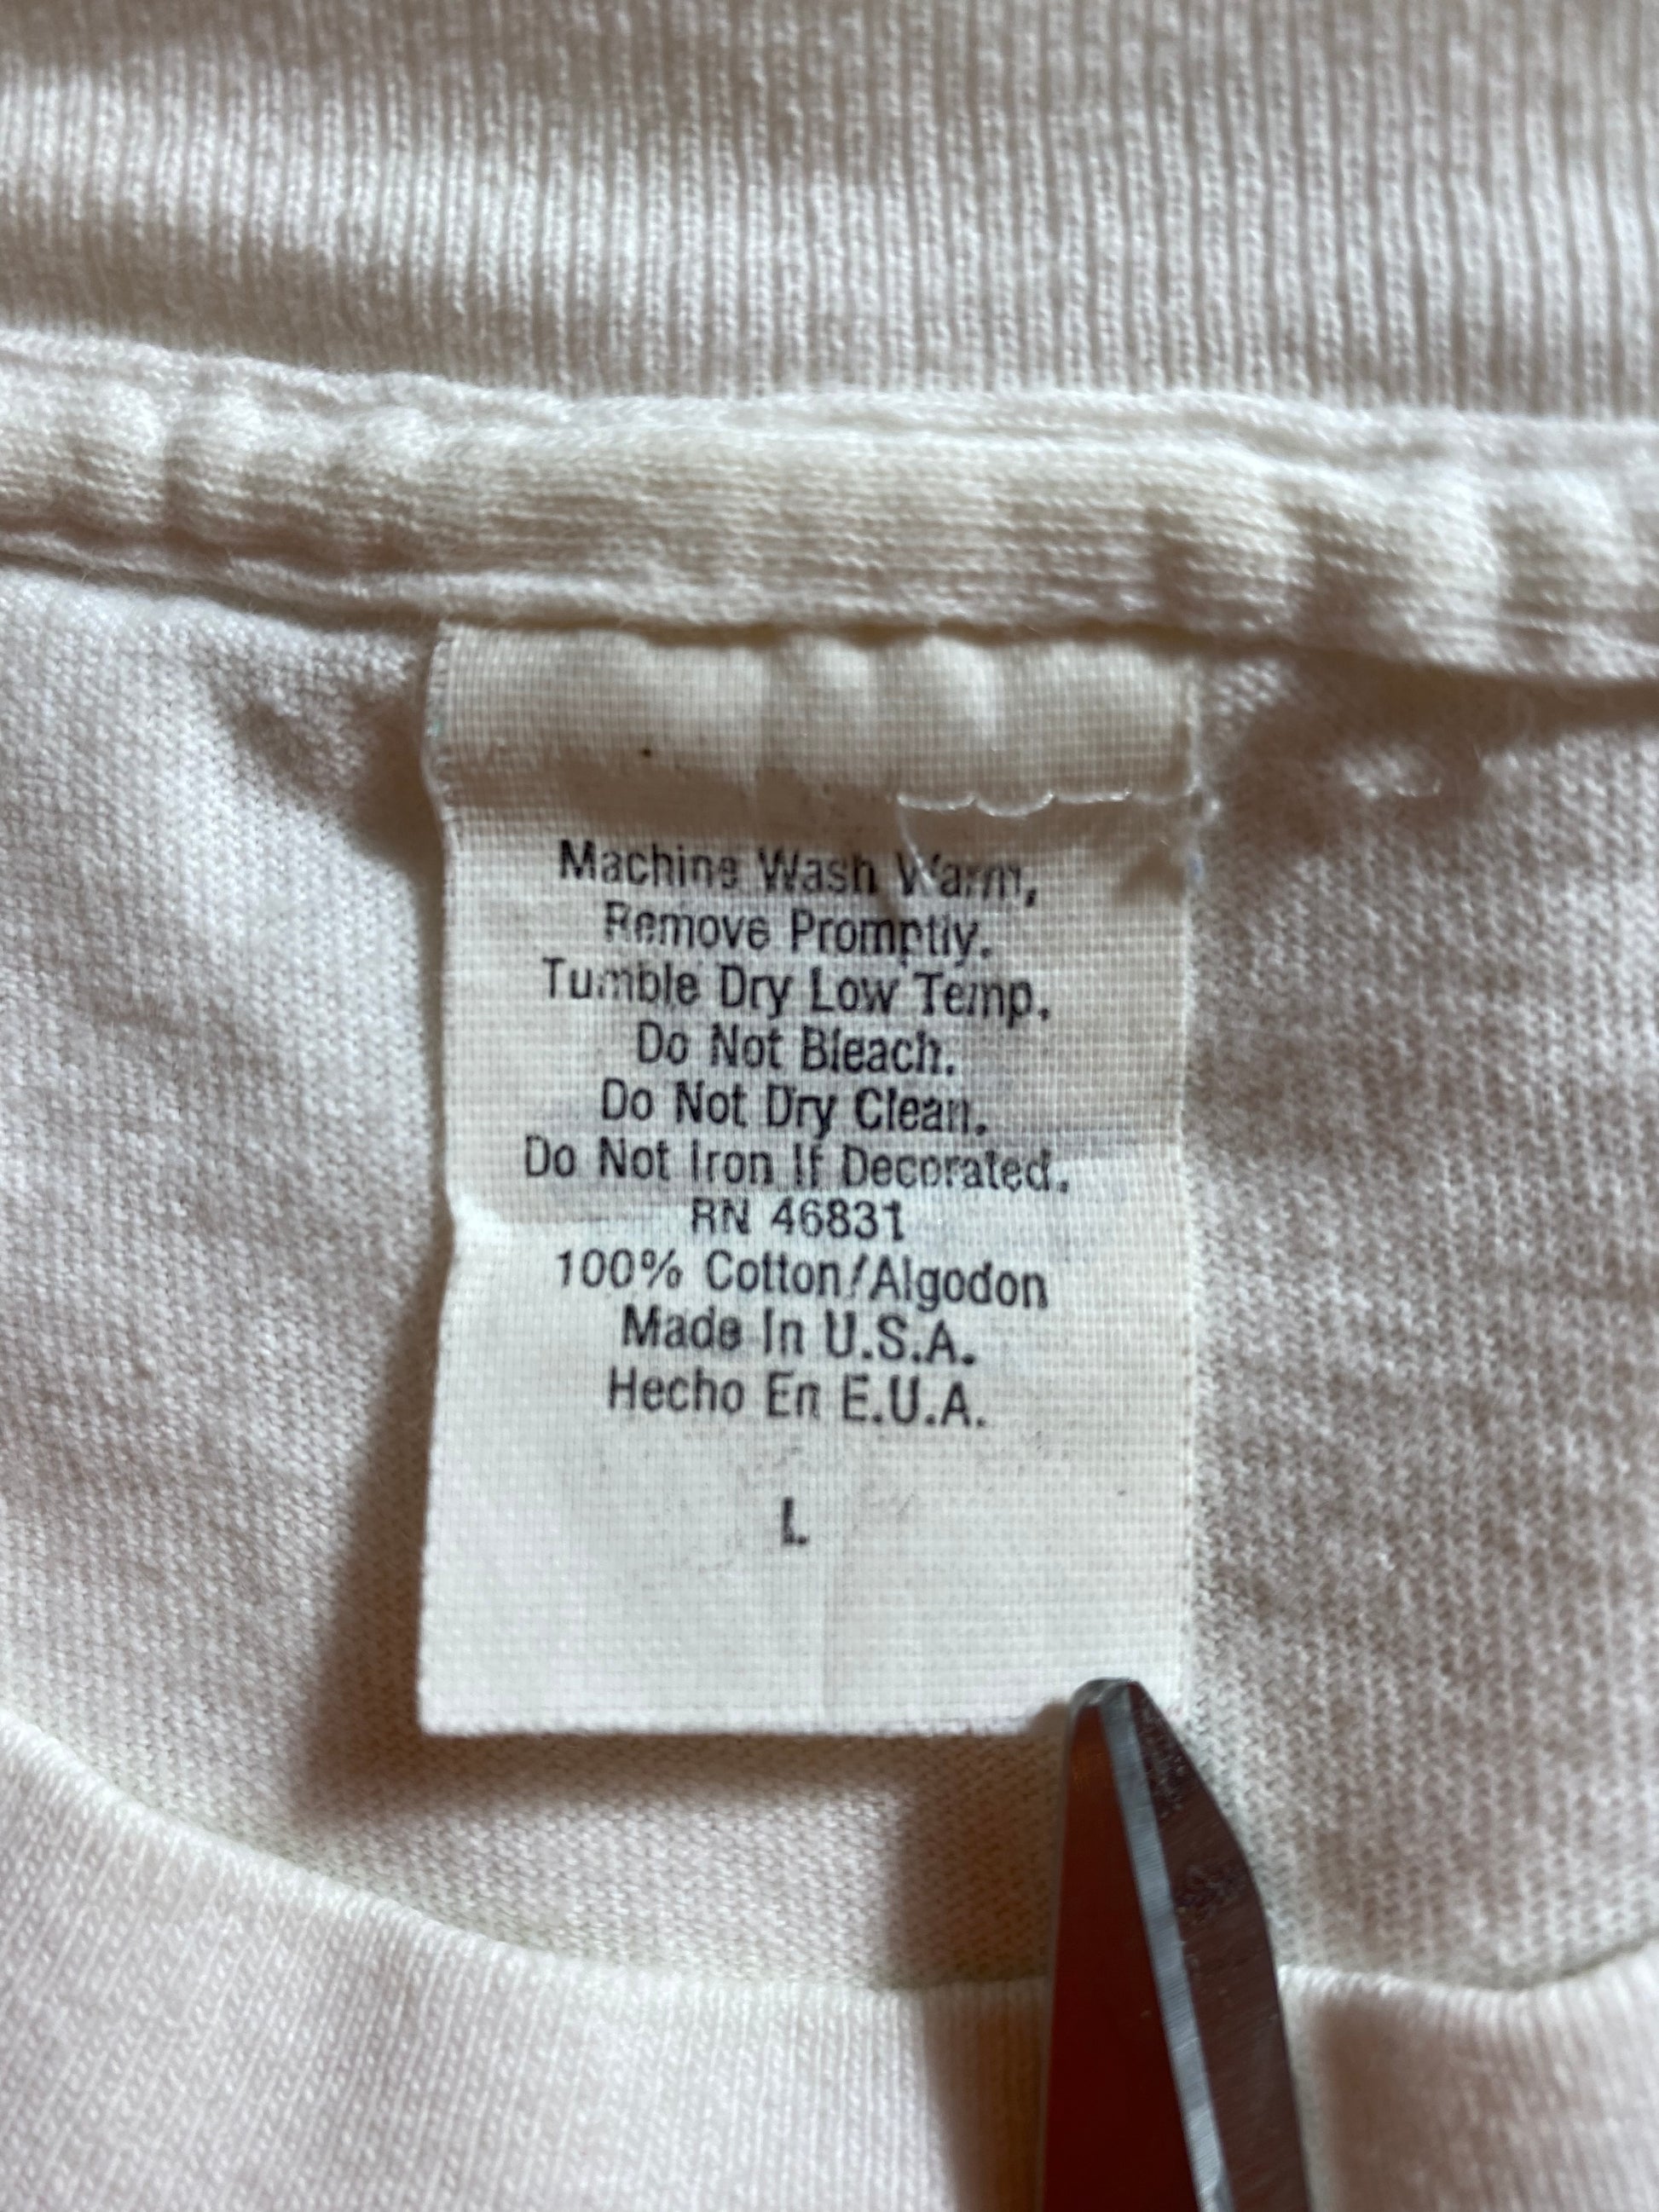 Machine Wash Warm,
Remove Promptly.
Tumble Dry Low Temp.
Do Not Bleach.
Do Not Dry Clean.
Do Not Iron If Decorated.
RN 46831
100% Cotton/Algodon
Made In U.S.A.
Hecho En E.U.A.
L